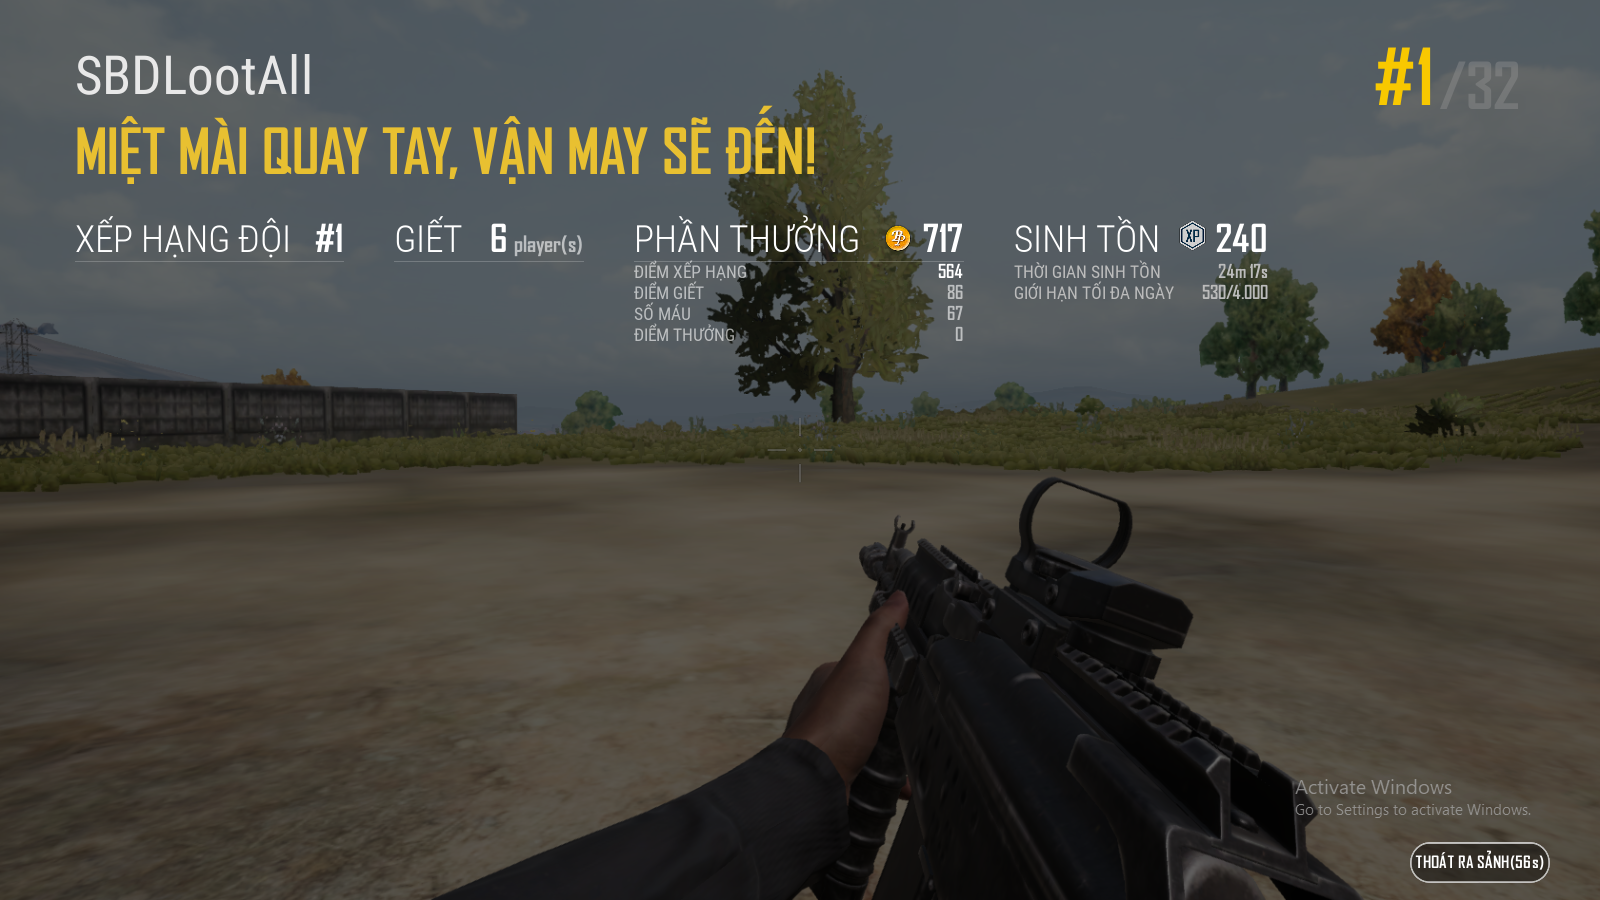 SBDLootAll
#1/32
MIỆT MÀI QUAY TAY, VẬN MAY SẼ ĐẾN!
XẾP HẠNG ĐỘI #1
GIẾT 6 player(s)
PHẦN THƯỞNG BP 717
ĐIỂM XẾP HẠNG 564
ĐIỂM GIẾT 86
SỐ MÁU 67
ĐIỂM THƯỞNG 0
SINH TỒN XP 240
THỜI GIAN SINH TỒN 24m 17s
GIỚI HẠN TỐI ĐA NGÀY 530/4.000
Activate Windows
Go to Settings to activate Windows.
THOÁT RA SẢNH(56s)